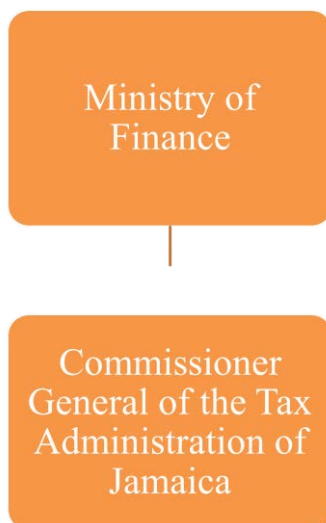 Ministry of
Finance
Commissioner
General of the Tax
Administration of
Jamaica